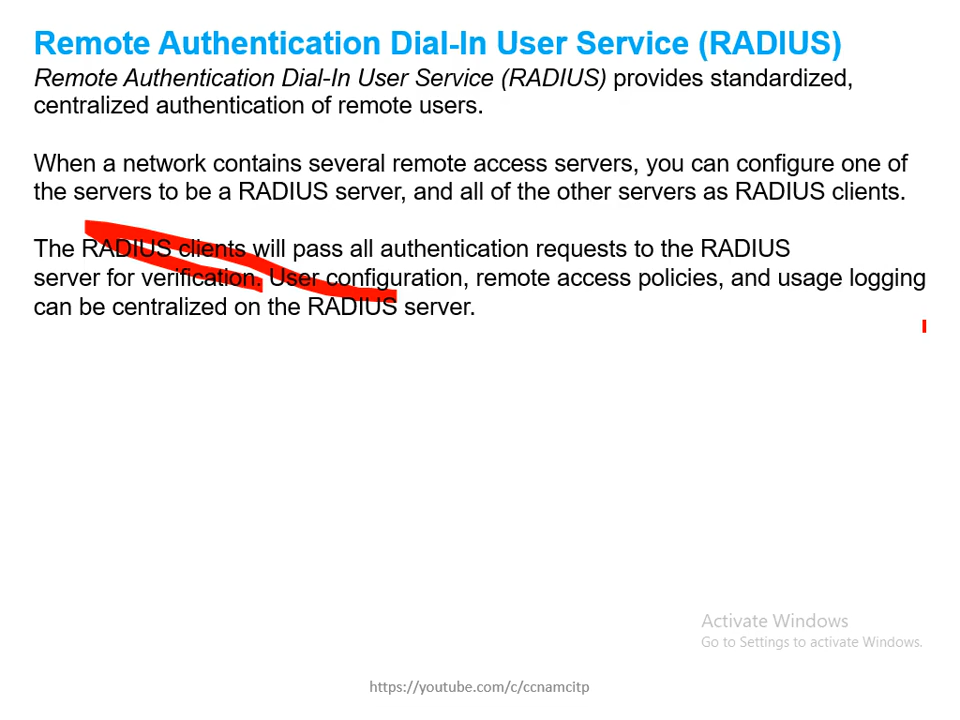 Remote Authentication Dial-In User Service (RADIUS)
Remote Authentication Dial-In User Service (RADIUS) provides standardized,
centralized authentication of remote users.
When a network contains several remote access servers, you can configure one of
the servers to be a RADIUS server, and all of the other servers as RADIUS clients.
The RADIUS clients will pass all authentication requests to the RADIUS
server for verification. User configuration, remote access policies, and usage logging
can be centralized on the RADIUS server.
Activate Windows
Go to Settings to activate Windows.
https://youtube.com/c/ccnamcitp